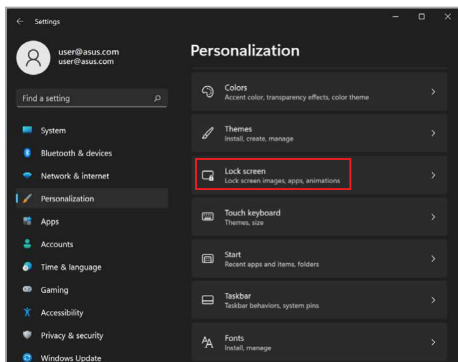 Settings
user@asus.com
user@asus.com
Find a setting
System
Bluetooth & devices
Network & internet
Personalization
Apps
Accounts
Time & language
Gaming
Accessibility
Privacy & security
Windows Update
Personalization
Colors
Accent color, transparency effects, color theme
Themes
Install, create, manage
Lock screen
Lock screen images, apps, animations
Touch keyboard
Themes, size
Start
Recent apps and items, folders
Taskbar
Taskbar behaviors, system pins
Fonts
Install, manage